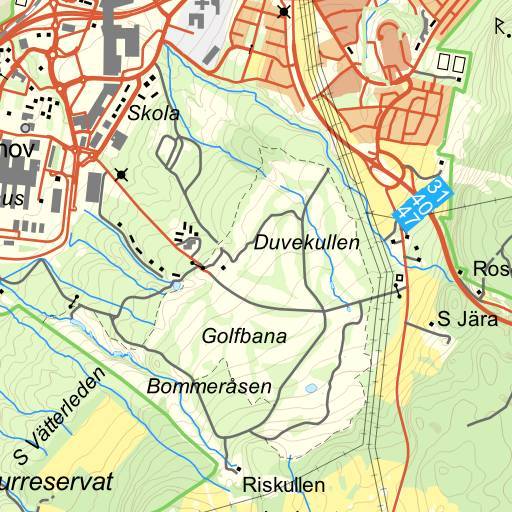 R.
Skola
nov
us
31
40
47
Duvekullen
Ros
S Jära
Golfbana
Bommeråsen
S Vätterleden
urreservat
Riskullen